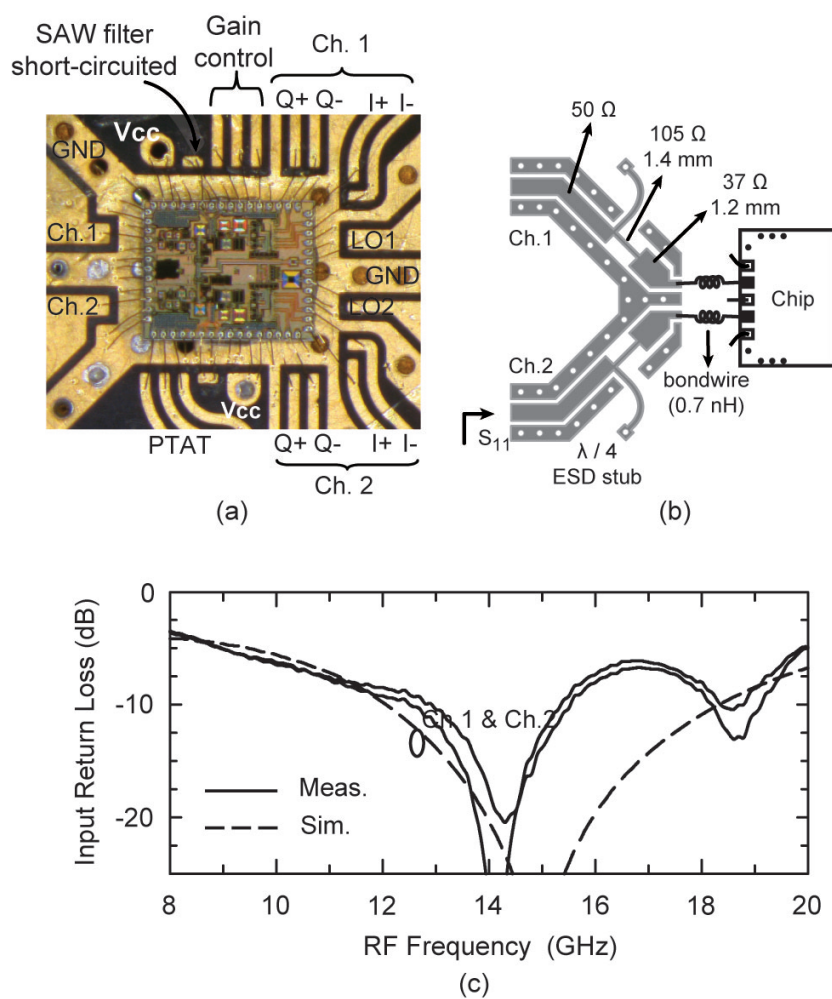 SAW filter
short-circuited
Gain
control
Ch. 1
Q+ Q- I+ I-
Vcc
GND
Ch.1
LO1
GND
Ch.2
LO2
Vcc
PTAT
Q+ Q- I+ I-
Ch. 2
(a)
50 Ω
105 Ω
1.4 mm
37 Ω
1.2 mm
Ch.1
Chip
Ch.2
bondwire
(0.7 nH)
S11
λ / 4
ESD stub
(b)
Input Return Loss (dB)
0
-10
-20
Ch.1 & Ch.2
Meas.
Sim.
8 10 12 14 16 18 20
RF Frequency (GHz)
(c)